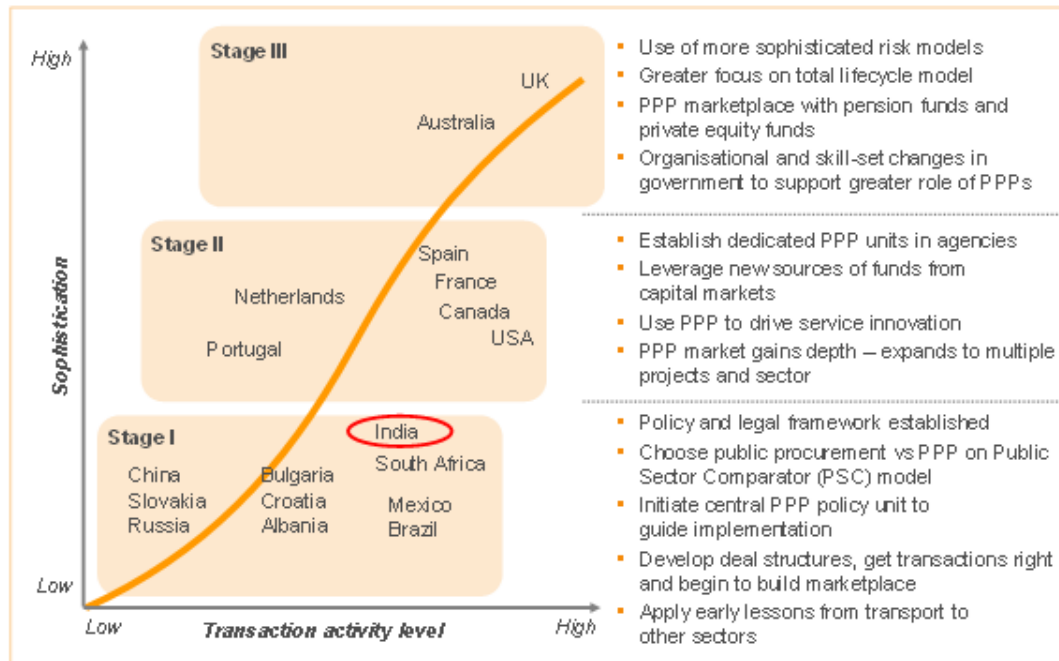 High
Sophistication
Low
Low
Transaction activity level
High
Stage III
UK
Australia
Use of more sophisticated risk models
Greater focus on total lifecycle model
PPP marketplace with pension funds and
private equity funds
Organisational and skill-set changes in
government to support greater role of PPPs
Stage II
Spain
France
Netherlands
Canada
USA
Portugal
Establish dedicated PPP units in agencies
Leverage new sources of funds from
capital markets
Use PPP to drive service innovation
PPP market gains depth – expands to multiple
projects and sector
Stage I
India
China
Bulgaria
South Africa
Slovakia
Croatia
Mexico
Russia
Albania
Brazil
Policy and legal framework established
Choose public procurement vs PPP on Public
Sector Comparator (PSC) model
Initiate central PPP policy unit to
guide implementation
Develop deal structures, get transactions right
and begin to build marketplace
Apply early lessons from transport to
other sectors